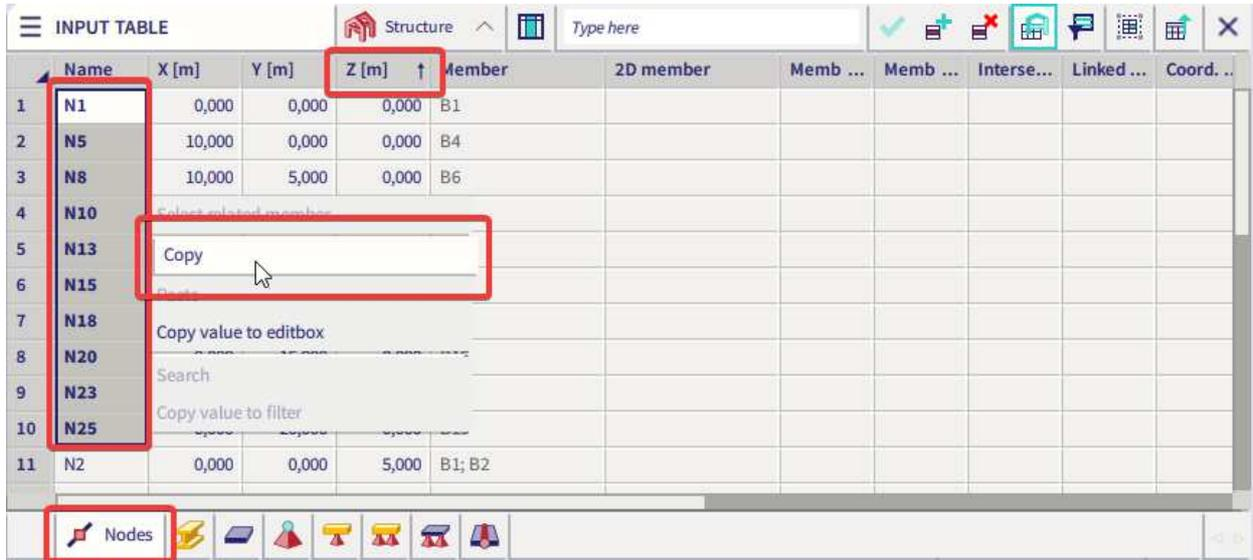 INPUT TABLE Structure Type here
Name X [m] Y [m] Z [m] ↑ Member 2D member Memb ... Memb ... Interse... Linked ... Coord. ..
1 N1 0,000 0,000 0,000 B1
2 N5 10,000 0,000 0,000 B4
3 N8 10,000 5,000 0,000 B6
4 N10 Select related member
5 N13 Copy
6 N15 Paste
7 N18 Copy value to editbox
8 N20
Search
9 N23
Copy value to filter
10 N25
11 N2 0,000 0,000 5,000 B1; B2
Nodes